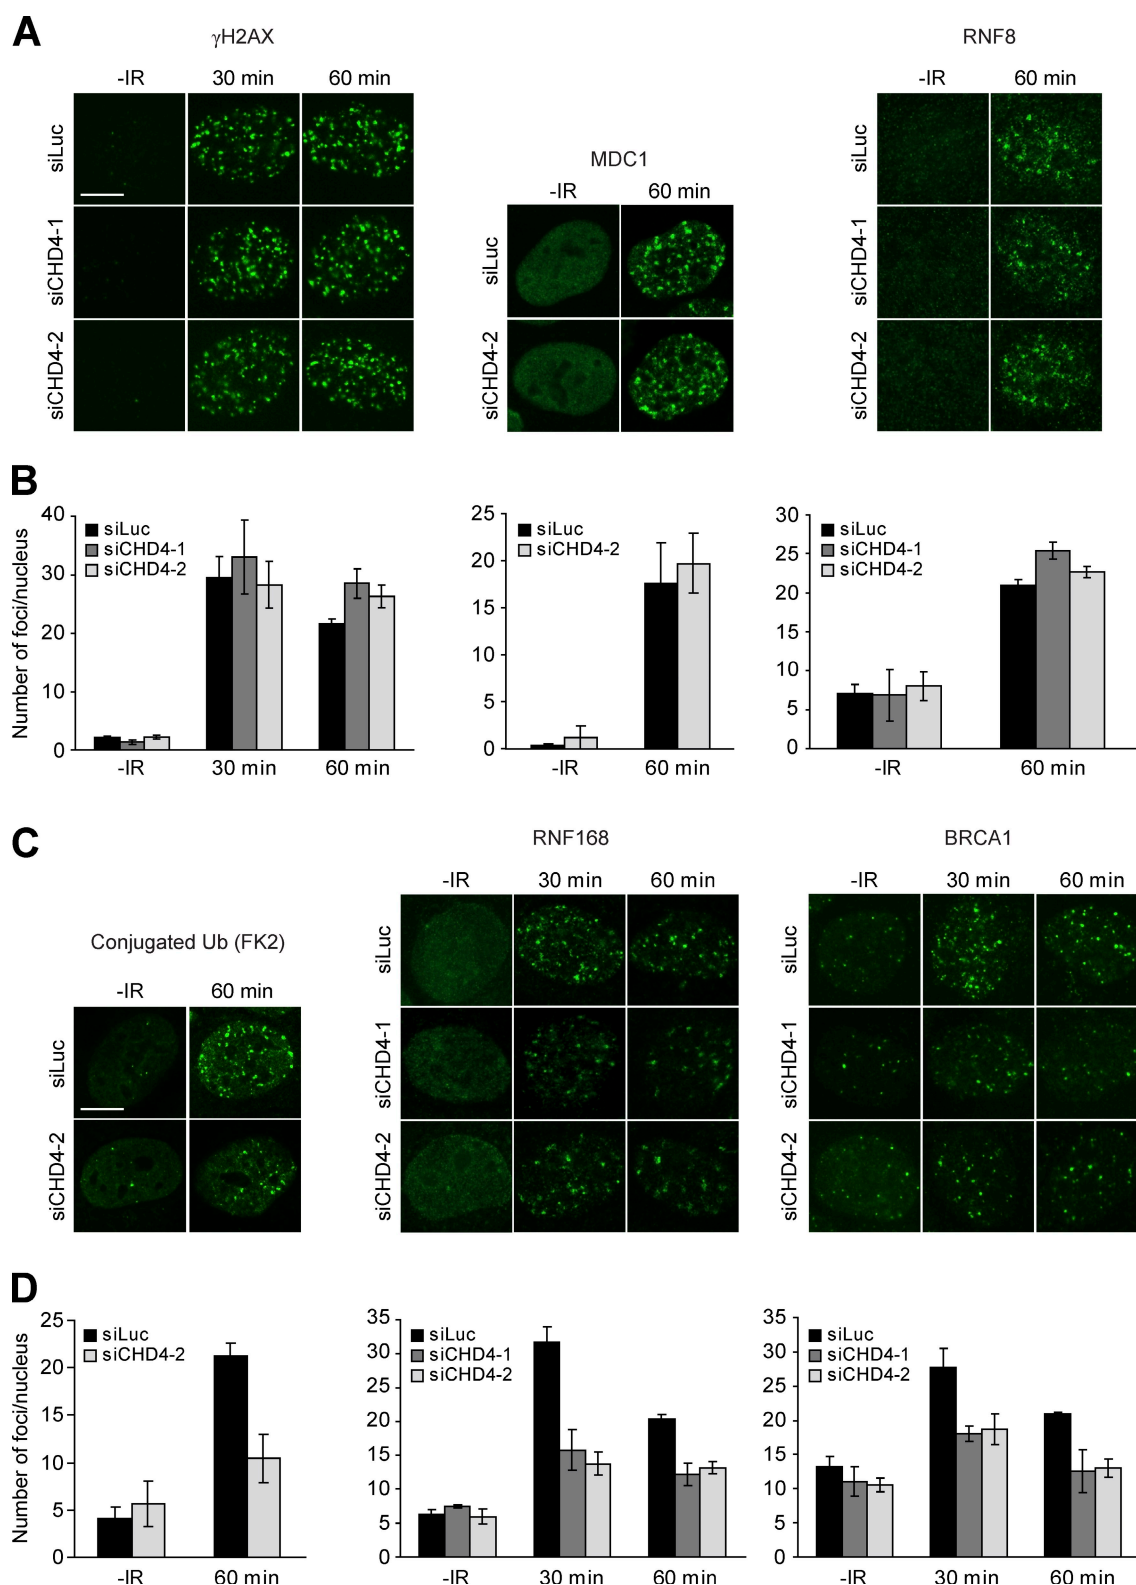 A
γH2AX
RNF8
-IR 30 min 60 min
-IR 60 min
siLuc
siCHD4-1
siCHD4-2
MDC1
-IR 60 min
siLuc
siCHD4-2
siLuc
siCHD4-1
siCHD4-2
B
Number of foci/nucleus
40
30
20
10
0
siLuc
siCHD4-1
siCHD4-2
-IR 30 min 60 min
25
20
15
10
5
0
siLuc
siCHD4-2
-IR 60 min
30
25
20
15
10
5
0
siLuc
siCHD4-1
siCHD4-2
-IR 60 min
C
Conjugated Ub (FK2)
-IR 60 min
siLuc
siCHD4-2
RNF168
-IR 30 min 60 min
siLuc
siCHD4-1
siCHD4-2
BRCA1
-IR 30 min 60 min
siLuc
siCHD4-1
siCHD4-2
D
Number of foci/nucleus
25
20
15
10
5
0
siLuc
siCHD4-2
-IR 60 min
35
30
25
20
15
10
5
0
siLuc
siCHD4-1
siCHD4-2
-IR 30 min 60 min
35
30
25
20
15
10
5
0
siLuc
siCHD4-1
siCHD4-2
-IR 30 min 60 min